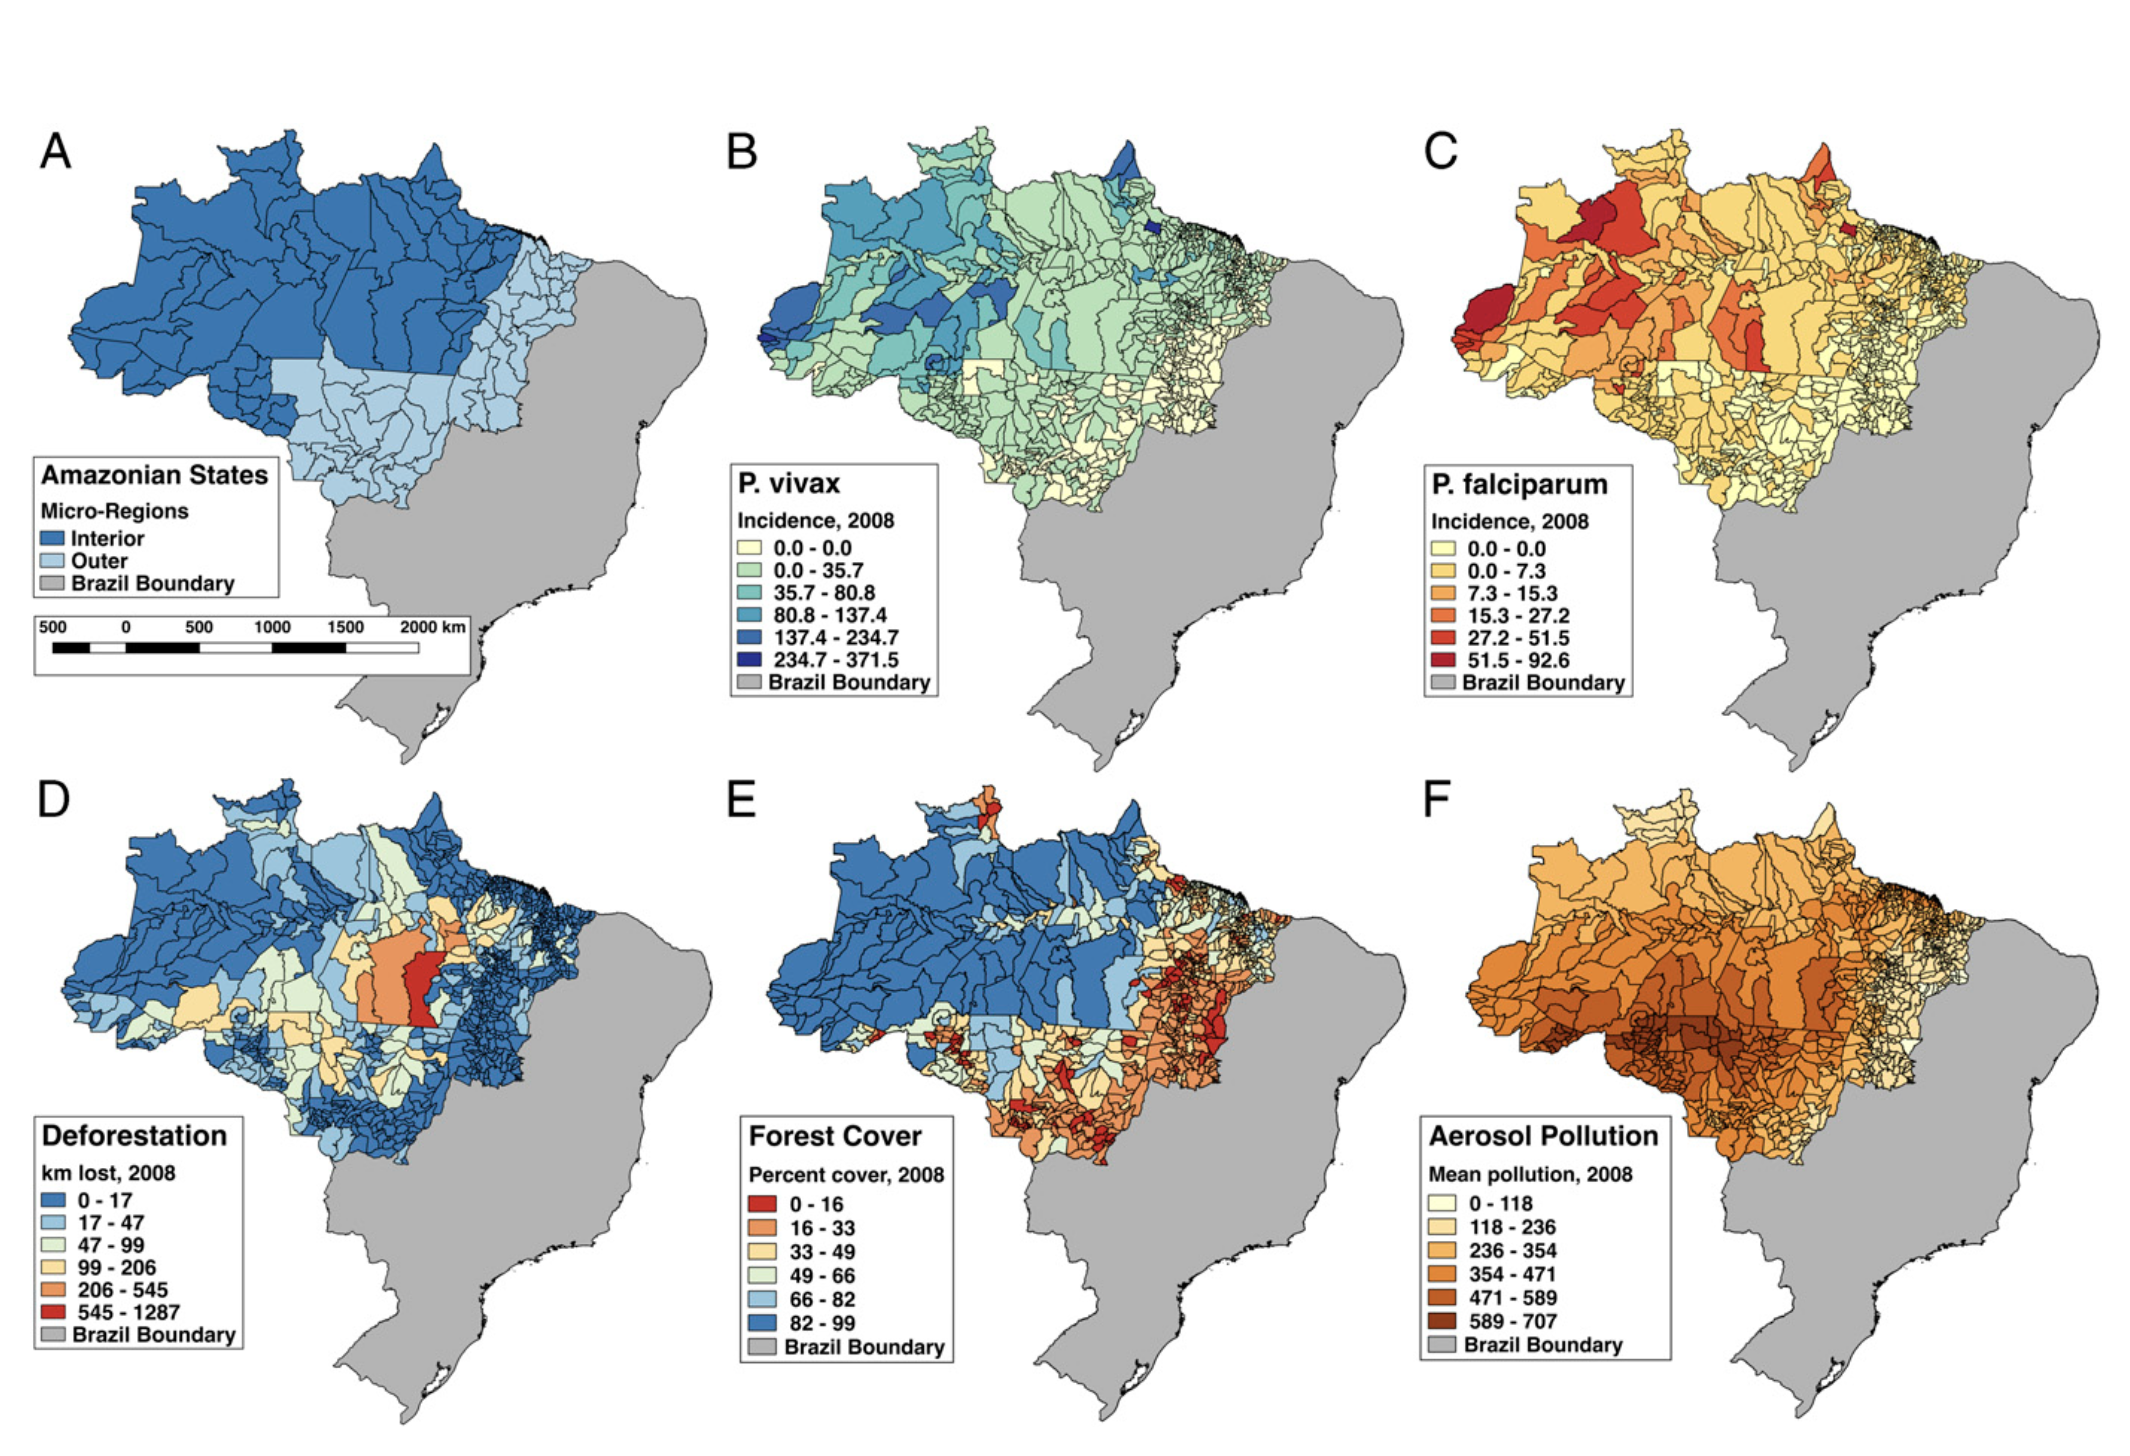 A
Amazonian States
Micro-Regions
Interior
Outer
Brazil Boundary
500 0 500 1000 1500 2000 km
B
P. vivax
Incidence, 2008
0.0 - 0.0
0.0 - 35.7
35.7 - 80.8
80.8 - 137.4
137.4 - 234.7
234.7 - 371.5
Brazil Boundary
C
P. falciparum
Incidence, 2008
0.0 - 0.0
0.0 - 7.3
7.3 - 15.3
15.3 - 27.2
27.2 - 51.5
51.5 - 92.6
Brazil Boundary
D
Deforestation
km lost, 2008
0 - 17
17 - 47
47 - 99
99 - 206
206 - 545
545 - 1287
Brazil Boundary
E
Forest Cover
Percent cover, 2008
0 - 16
16 - 33
33 - 49
49 - 66
66 - 82
82 - 99
Brazil Boundary
F
Aerosol Pollution
Mean pollution, 2008
0 - 118
118 - 236
236 - 354
354 - 471
471 - 589
589 - 707
Brazil Boundary